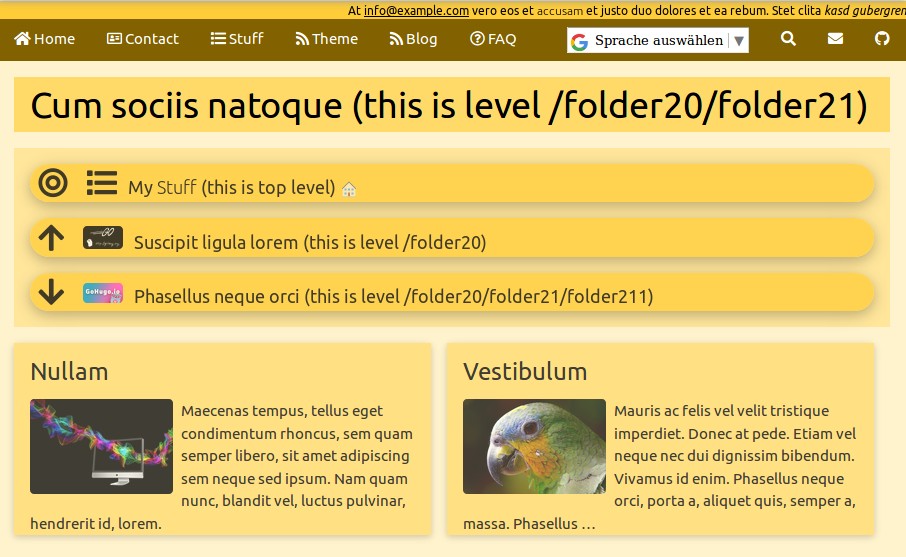 At info@example.com vero eos et accusam et justo duo dolores et ea rebum. Stet clita kasd gubergren
Home Contact Stuff Theme Blog FAQ Sprache auswählen ▼
Cum sociis natoque (this is level /folder20/folder21)
My Stuff (this is top level)
Suscipit ligula lorem (this is level /folder20)
GoHugo.io
Phasellus neque orci (this is level /folder20/folder21/folder211)
Nullam
Maecenas tempus, tellus eget
condimentum rhoncus, sem quam
semper libero, sit amet adipiscing
sem neque sed ipsum. Nam quam
nunc, blandit vel, luctus pulvinar,
hendrerit id, lorem.
Vestibulum
Mauris ac felis vel velit tristique
imperdiet. Donec at pede. Etiam vel
neque nec dui dignissim bibendum.
Vivamus id enim. Phasellus neque
orci, porta a, aliquet quis, semper a,
massa. Phasellus …